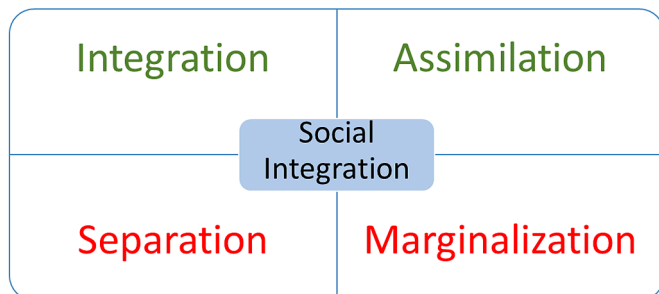 Integration
Assimilation
Social
Integration
Separation
Marginalization